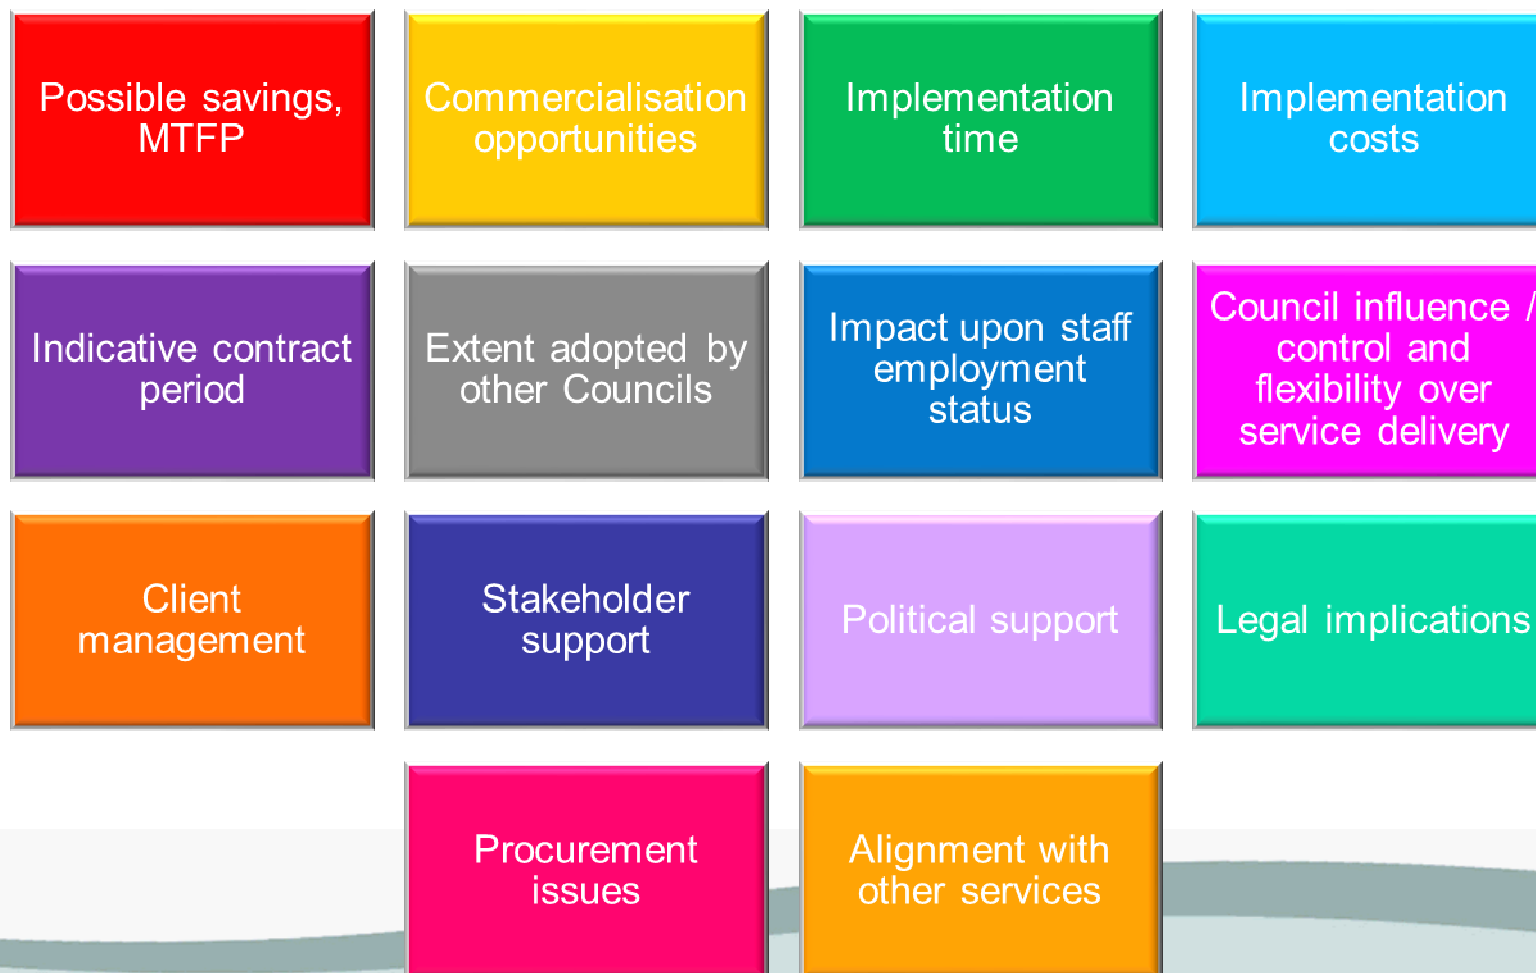 Possible savings,
MTFP
Commercialisation
opportunities
Implementation
time
Implementation
costs
Indicative contract
period
Extent adopted by
other Councils
Impact upon staff
employment
status
Council influence /
control and
flexibility over
service delivery
Client
management
Stakeholder
support
Political support
Legal implications
Procurement
issues
Alignment with
other services